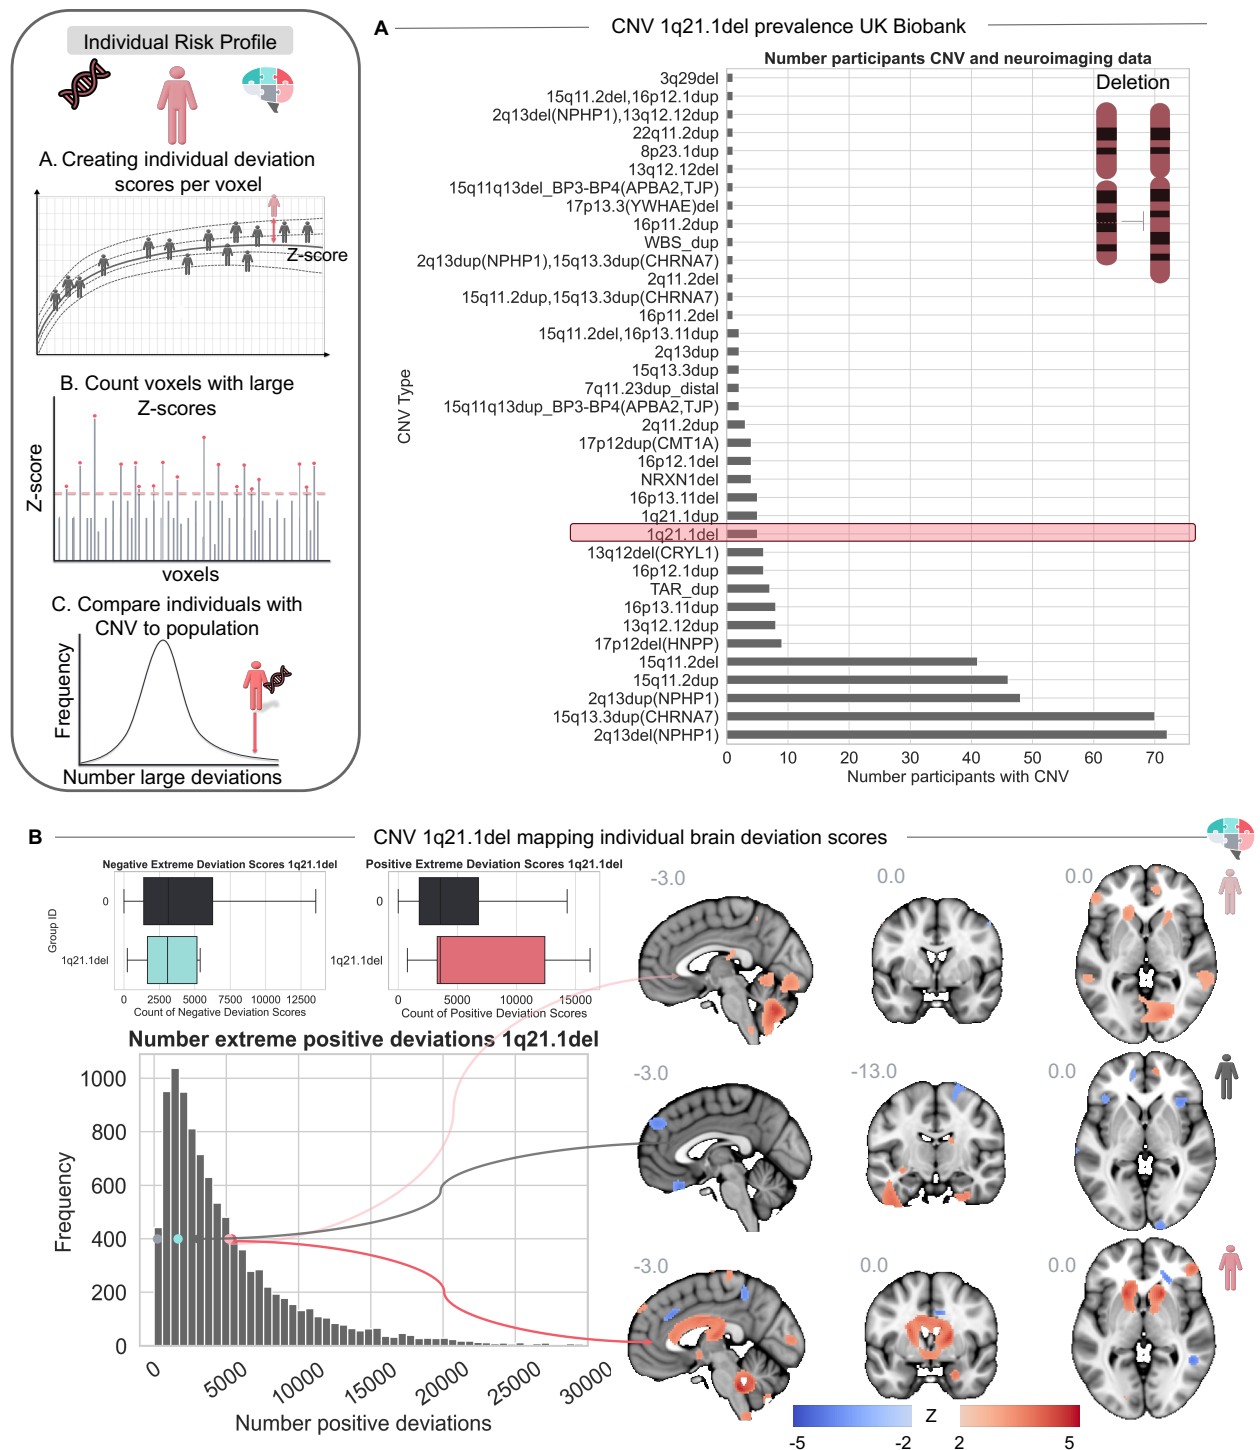 Individual Risk Profile
A. Creating individual deviation
scores per voxel
Z-score
B. Count voxels with large
Z-scores
Z-score
voxels
C. Compare individuals with
CNV to population
Frequency
Number large deviations
A
CNV 1q21.1del prevalence UK Biobank
Number participants CNV and neuroimaging data
Deletion
CNV Type
3q29del
15q11.2del,16p12.1dup
2q13del(NPHP1),13q12.12dup
22q11.2dup
8p23.1dup
13q12.12del
15q11q13del_BP3-BP4(APBA2,TJP)
17p13.3(YWHAE)del
16p11.2dup
WBS_dup
2q13dup(NPHP1),15q13.3dup(CHRNA7)
2q11.2del
15q11.2dup,15q13.3dup(CHRNA7)
16p11.2del
15q11.2del,16p13.11dup
2q13dup
15q13.3dup
7q11.23dup_distal
15q11q13dup_BP3-BP4(APBA2,TJP)
2q11.2dup
17p12dup(CMT1A)
16p12.1del
NRXN1del
16p13.11del
1q21.1dup
1q21.1del
13q12del(CRYL1)
16p12.1dup
TAR_dup
16p13.11dup
13q12.12dup
17p12del(HNPP)
15q11.2del
15q11.2dup
2q13dup(NPHP1)
15q13.3dup(CHRNA7)
2q13del(NPHP1)
0 10 20 30 40 50 60 70
Number participants with CNV
B
CNV 1q21.1del mapping individual brain deviation scores
Negative Extreme Deviation Scores 1q21.1del
Group ID
0
1q21.1del
0 2500 5000 7500 10000 12500
Count of Negative Deviation Scores
Positive Extreme Deviation Scores 1q21.1del
0
1q21.1del
0 5000 10000 15000
Count of Positive Deviation Scores
Number extreme positive deviations 1q21.1del
Frequency
1000
800
600
400
200
0
0 5000 10000 15000 20000 25000 30000
Number positive deviations
-3.0 0.0 0.0
-3.0 -13.0 0.0
-3.0 0.0 0.0
Z
-5 -2 2 5